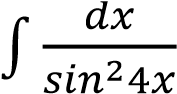 ∫ dx / sin²4x